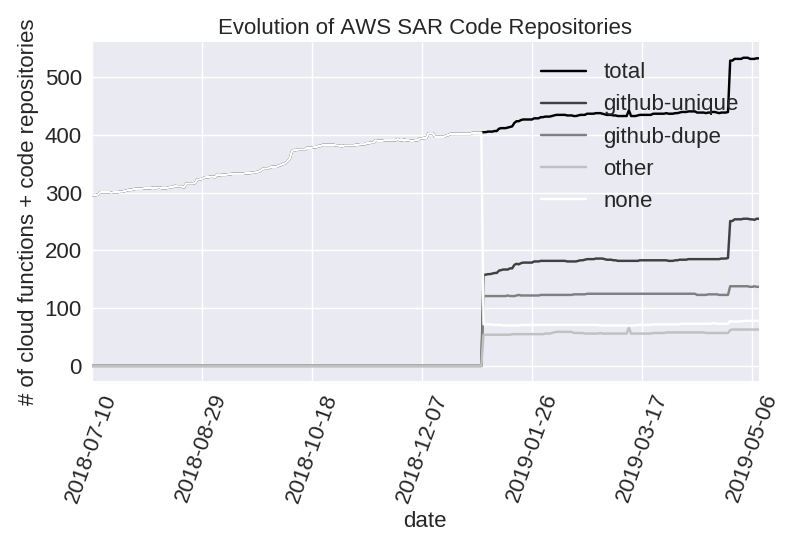 Evolution of AWS SAR Code Repositories
# of cloud functions + code repositories
500
400
300
200
100
0
total
github-unique
github-dupe
other
none
2018-07-10
2018-08-29
2018-10-18
2018-12-07
2019-01-26
2019-03-17
2019-05-06
date